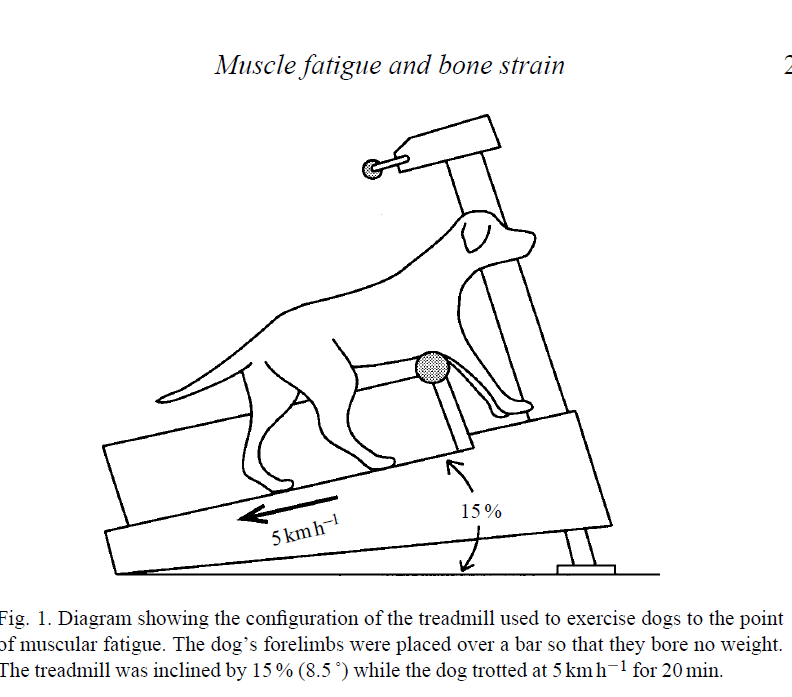 Muscle fatigue and bone strain 2
15 %
5 km h−1
Fig. 1. Diagram showing the configuration of the treadmill used to exercise dogs to the point
of muscular fatigue. The dog's forelimbs were placed over a bar so that they bore no weight.
The treadmill was inclined by 15 % (8.5 °) while the dog trotted at 5 km h−1 for 20 min.